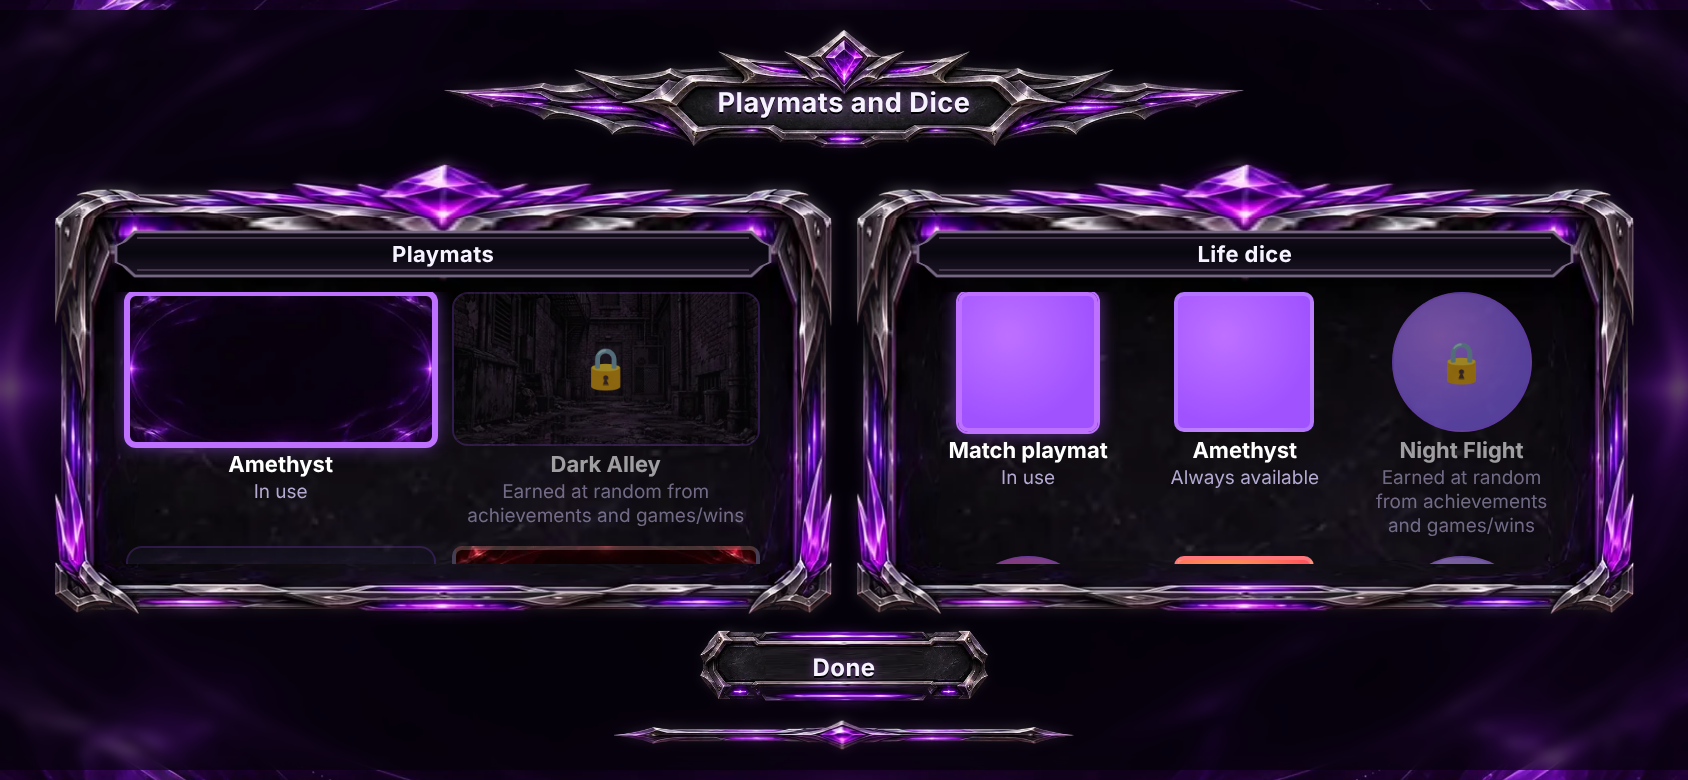 Playmats and Dice
Playmats
Amethyst
In use
Dark Alley
Earned at random from
achievements and games/wins
Life dice
Match playmat
In use
Amethyst
Always available
Night Flight
Earned at random
from achievements
and games/wins
Done